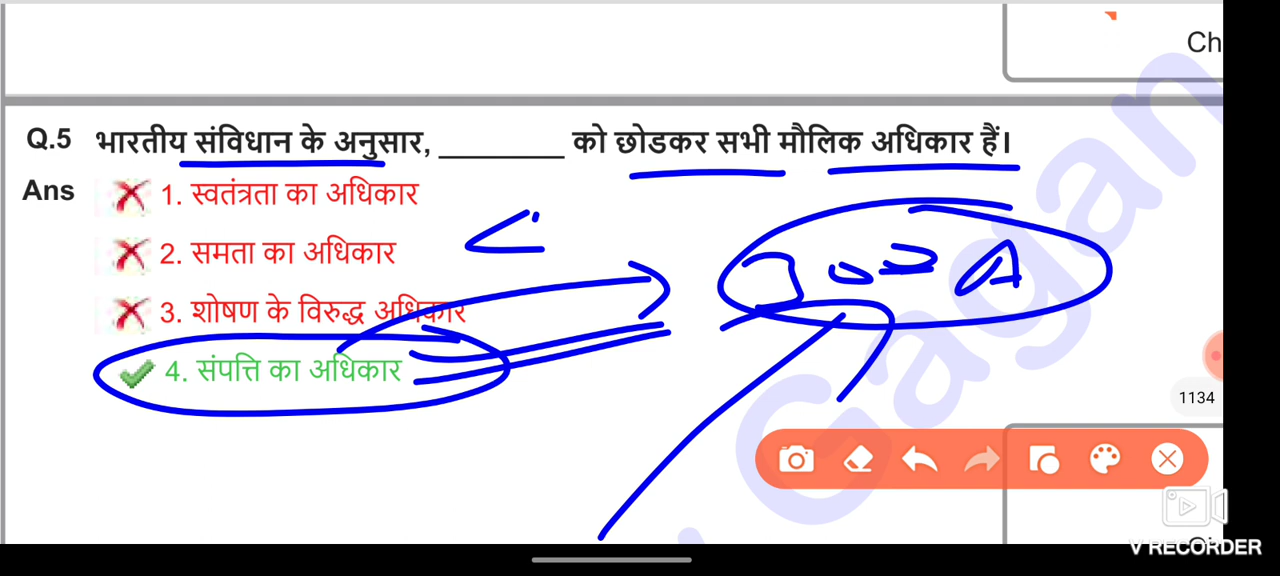 Ch
Q.5 भारतीय संविधान के अनुसार, ________ को छोडकर सभी मौलिक अधिकार हैं।
Ans 1. स्वतंत्रता का अधिकार
2. समता का अधिकार
3. शोषण के विरुद्ध अधिकार
4. संपत्ति का अधिकार
Gagan
1134
V RECORDER